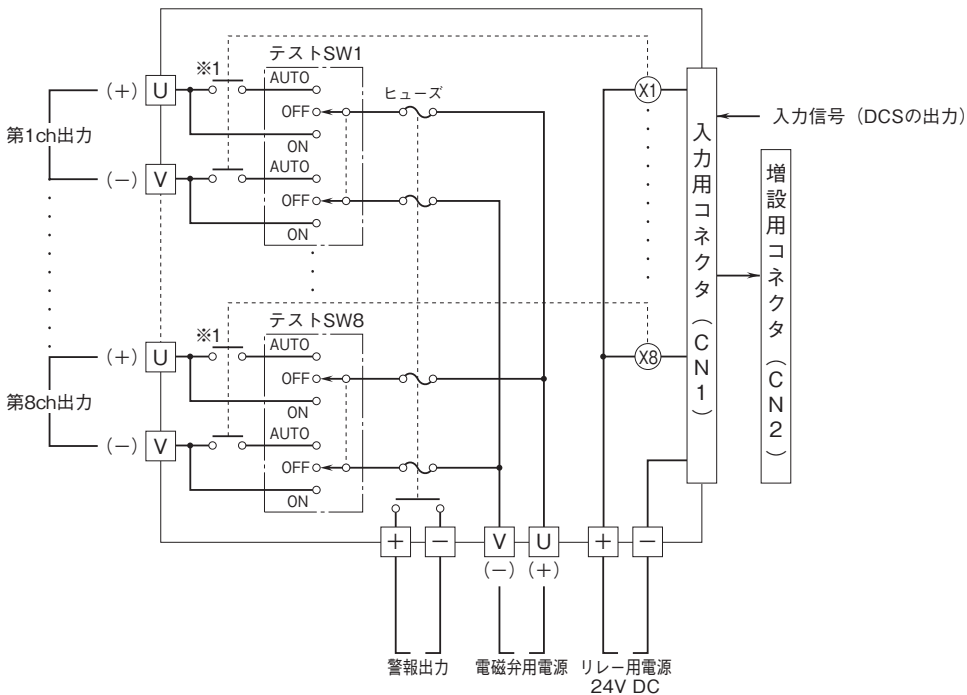 テストSW1
※1
AUTO
(+) U
OFF
ヒューズ
X1
ON
第1ch出力
入力信号（DCSの出力）
AUTO
(−) V
OFF
ON
入力用コネクタ（CN1）
増設用コネクタ（CN2）
テストSW8
※1
AUTO
(+) U
OFF
X8
ON
第8ch出力
AUTO
(−) V
OFF
ON
+ − V U + −
(−) (+)
警報出力 電磁弁用電源 リレー用電源
24V DC